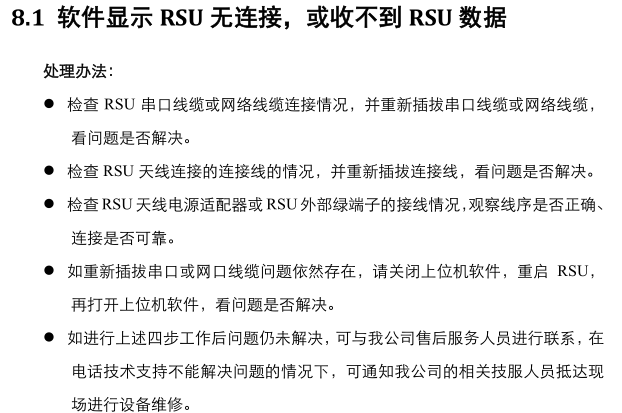 8.1 软件显示 RSU 无连接，或收不到 RSU 数据
处理办法：
● 检查 RSU 串口线缆或网络线缆连接情况，并重新插拔串口线缆或网络线缆，
看问题是否解决。
● 检查 RSU 天线连接的连接线的情况，并重新插拔连接线，看问题是否解决。
● 检查 RSU 天线电源适配器或 RSU 外部绿端子的接线情况,观察线序是否正确、
连接是否可靠。
● 如重新插拔串口或网口线缆问题依然存在，请关闭上位机软件，重启 RSU，
再打开上位机软件，看问题是否解决。
● 如进行上述四步工作后问题仍未解决，可与我公司售后服务人员进行联系，在
电话技术支持不能解决问题的情况下，可通知我公司的相关技服人员抵达现
场进行设备维修。